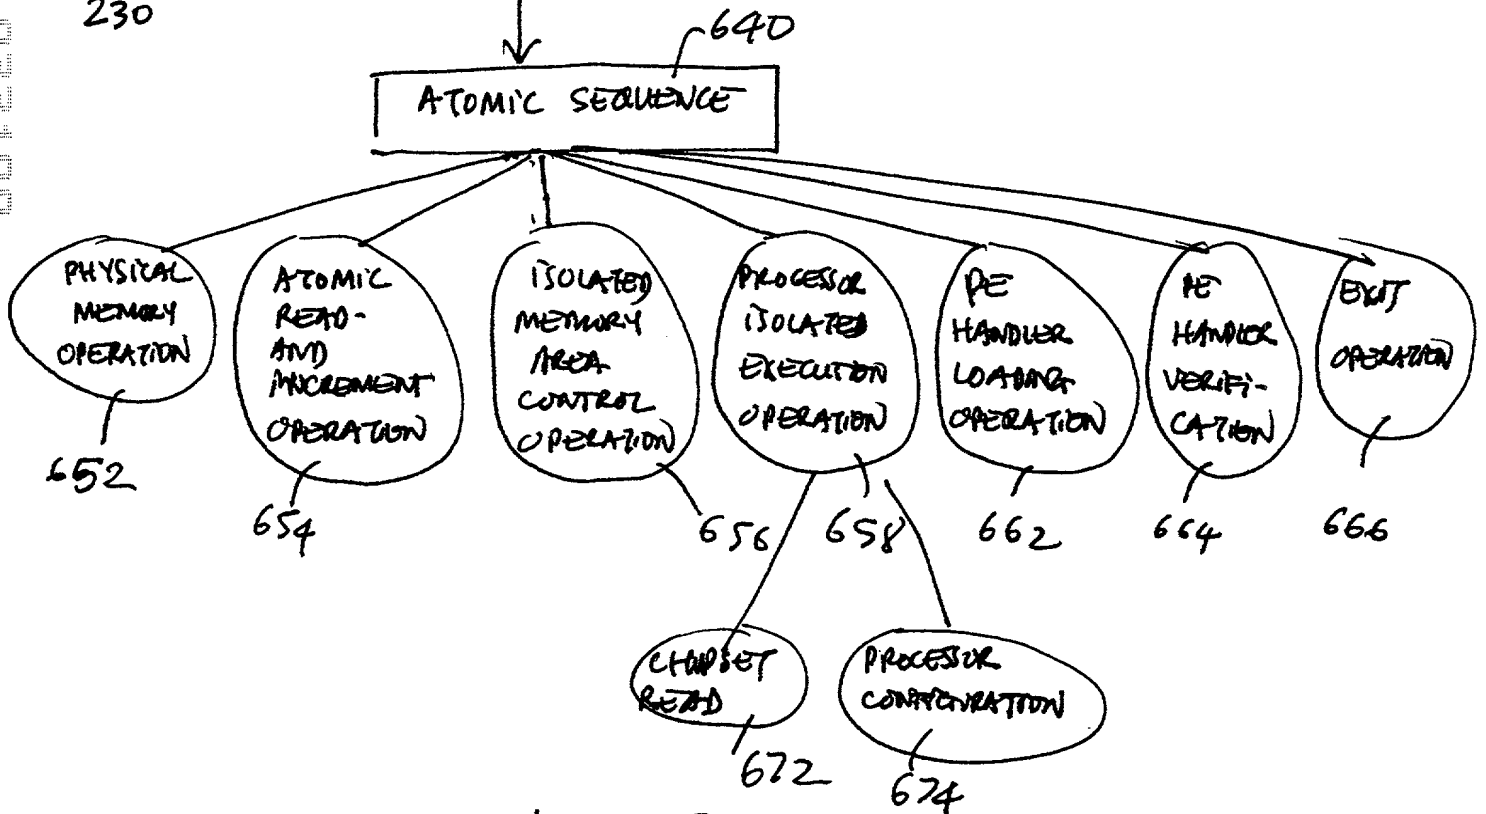 230
640
ATOMIC SEQUENCE
PHYSICAL
MEMORY
OPERATION
652
ATOMIC
READ-
AND
INCREMENT
OPERATION
654
ISOLATED
MEMORY
AREA
CONTROL
OPERATION
656
PROCESSOR
ISOLATED
EXECUTION
OPERATION
658
PE
HANDLER
LOADING
OPERATION
662
PE
HANDLER
VERIFI-
CATION
664
EXIT
OPERATION
666
CHIPSET
READ
672
PROCESSOR
CONFIGURATION
674